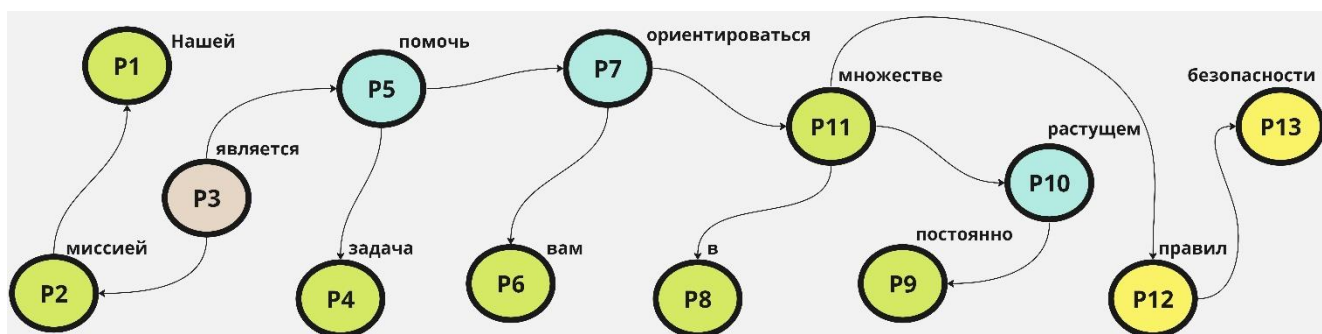 Нашей
P1
помочь
P5
ориентироваться
P7
множестве
P11
безопасности
P13
является
P3
растущем
P10
миссией
P2
задача
P4
вам
P6
в
P8
постоянно
P9
правил
P12